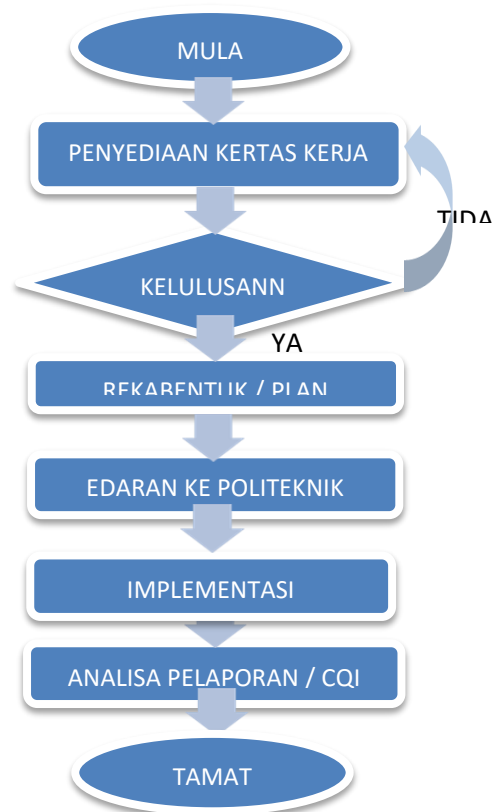 MULA
PENYEDIAAN KERTAS KERJA
TIDA
KELULUSANN
YA
REKABENTUK / PLAN
EDARAN KE POLITEKNIK
IMPLEMENTASI
ANALISA PELAPORAN / CQI
TAMAT